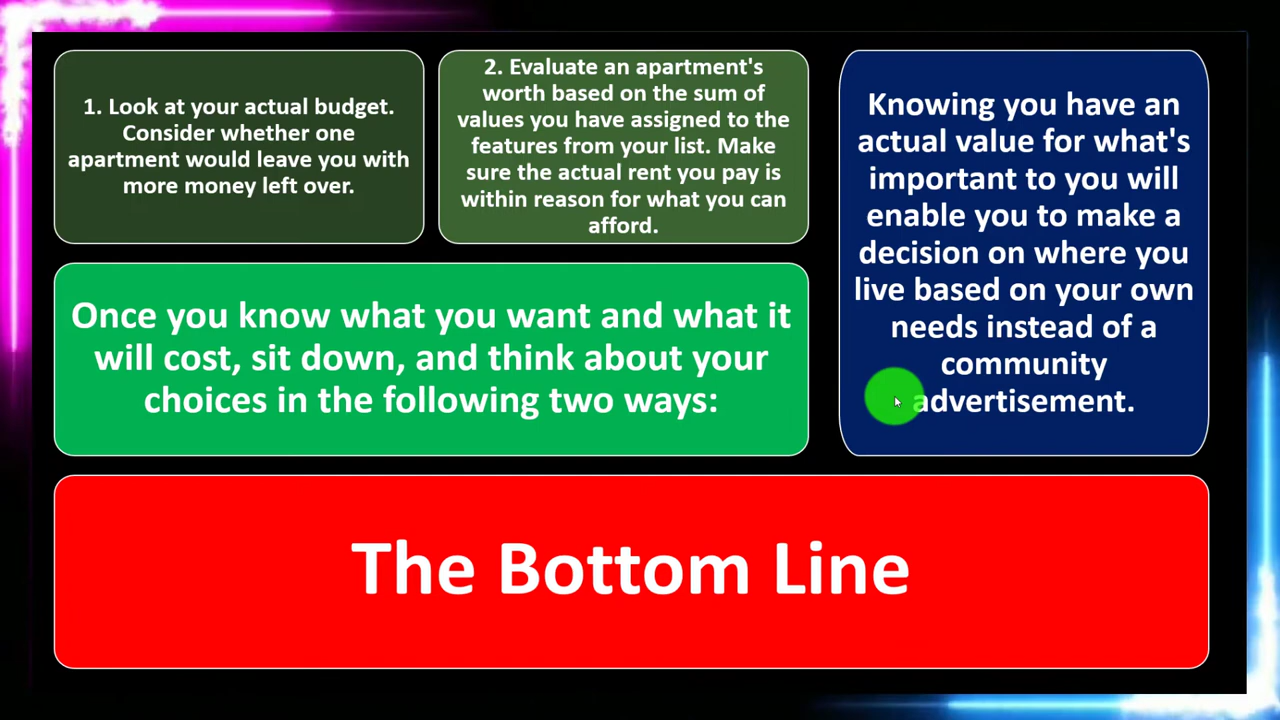 1. Look at your actual budget.
Consider whether one
apartment would leave you with
more money left over.
2. Evaluate an apartment's
worth based on the sum of
values you have assigned to the
features from your list. Make
sure the actual rent you pay is
within reason for what you can
afford.
Knowing you have an
actual value for what's
important to you will
enable you to make a
decision on where you
live based on your own
needs instead of a
community
advertisement.
Once you know what you want and what it
will cost, sit down, and think about your
choices in the following two ways:
The Bottom Line